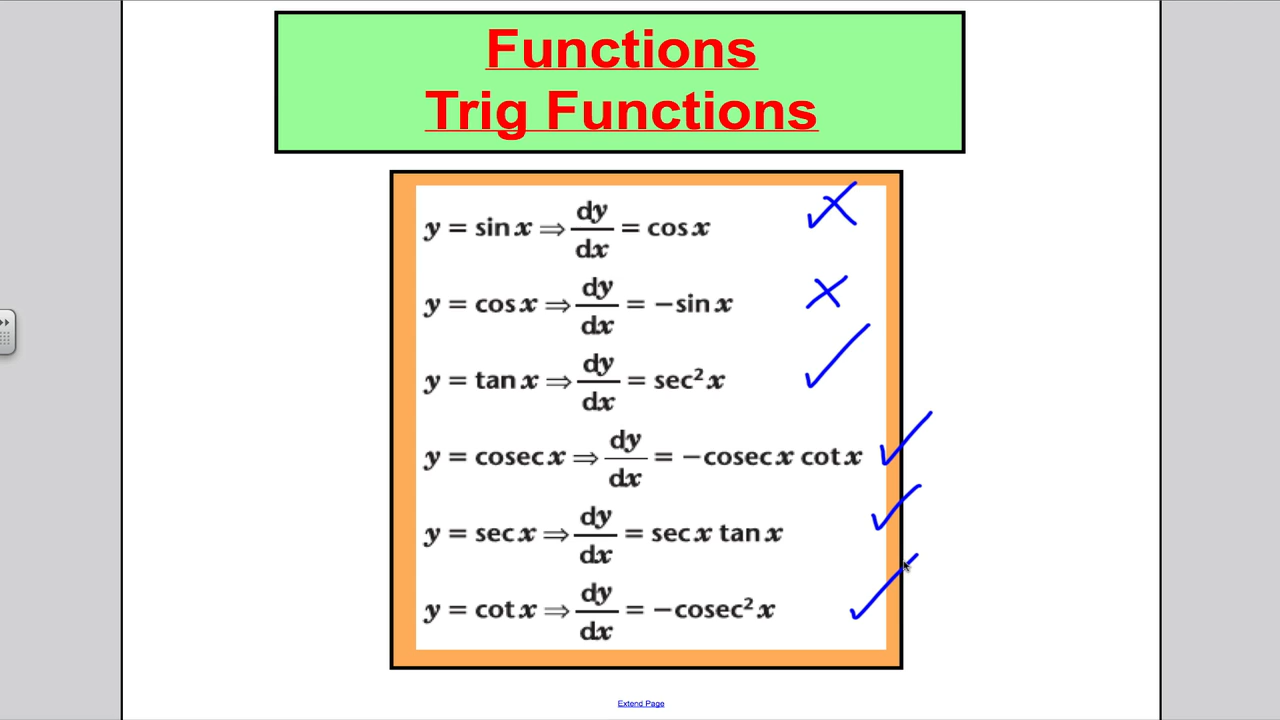 Functions
Trig Functions
y = sin x ⇒ dy/dx = cos x
y = cos x ⇒ dy/dx = −sin x
y = tan x ⇒ dy/dx = sec² x
y = cosec x ⇒ dy/dx = −cosec x cot x
y = sec x ⇒ dy/dx = sec x tan x
y = cot x ⇒ dy/dx = −cosec² x
Extend Page